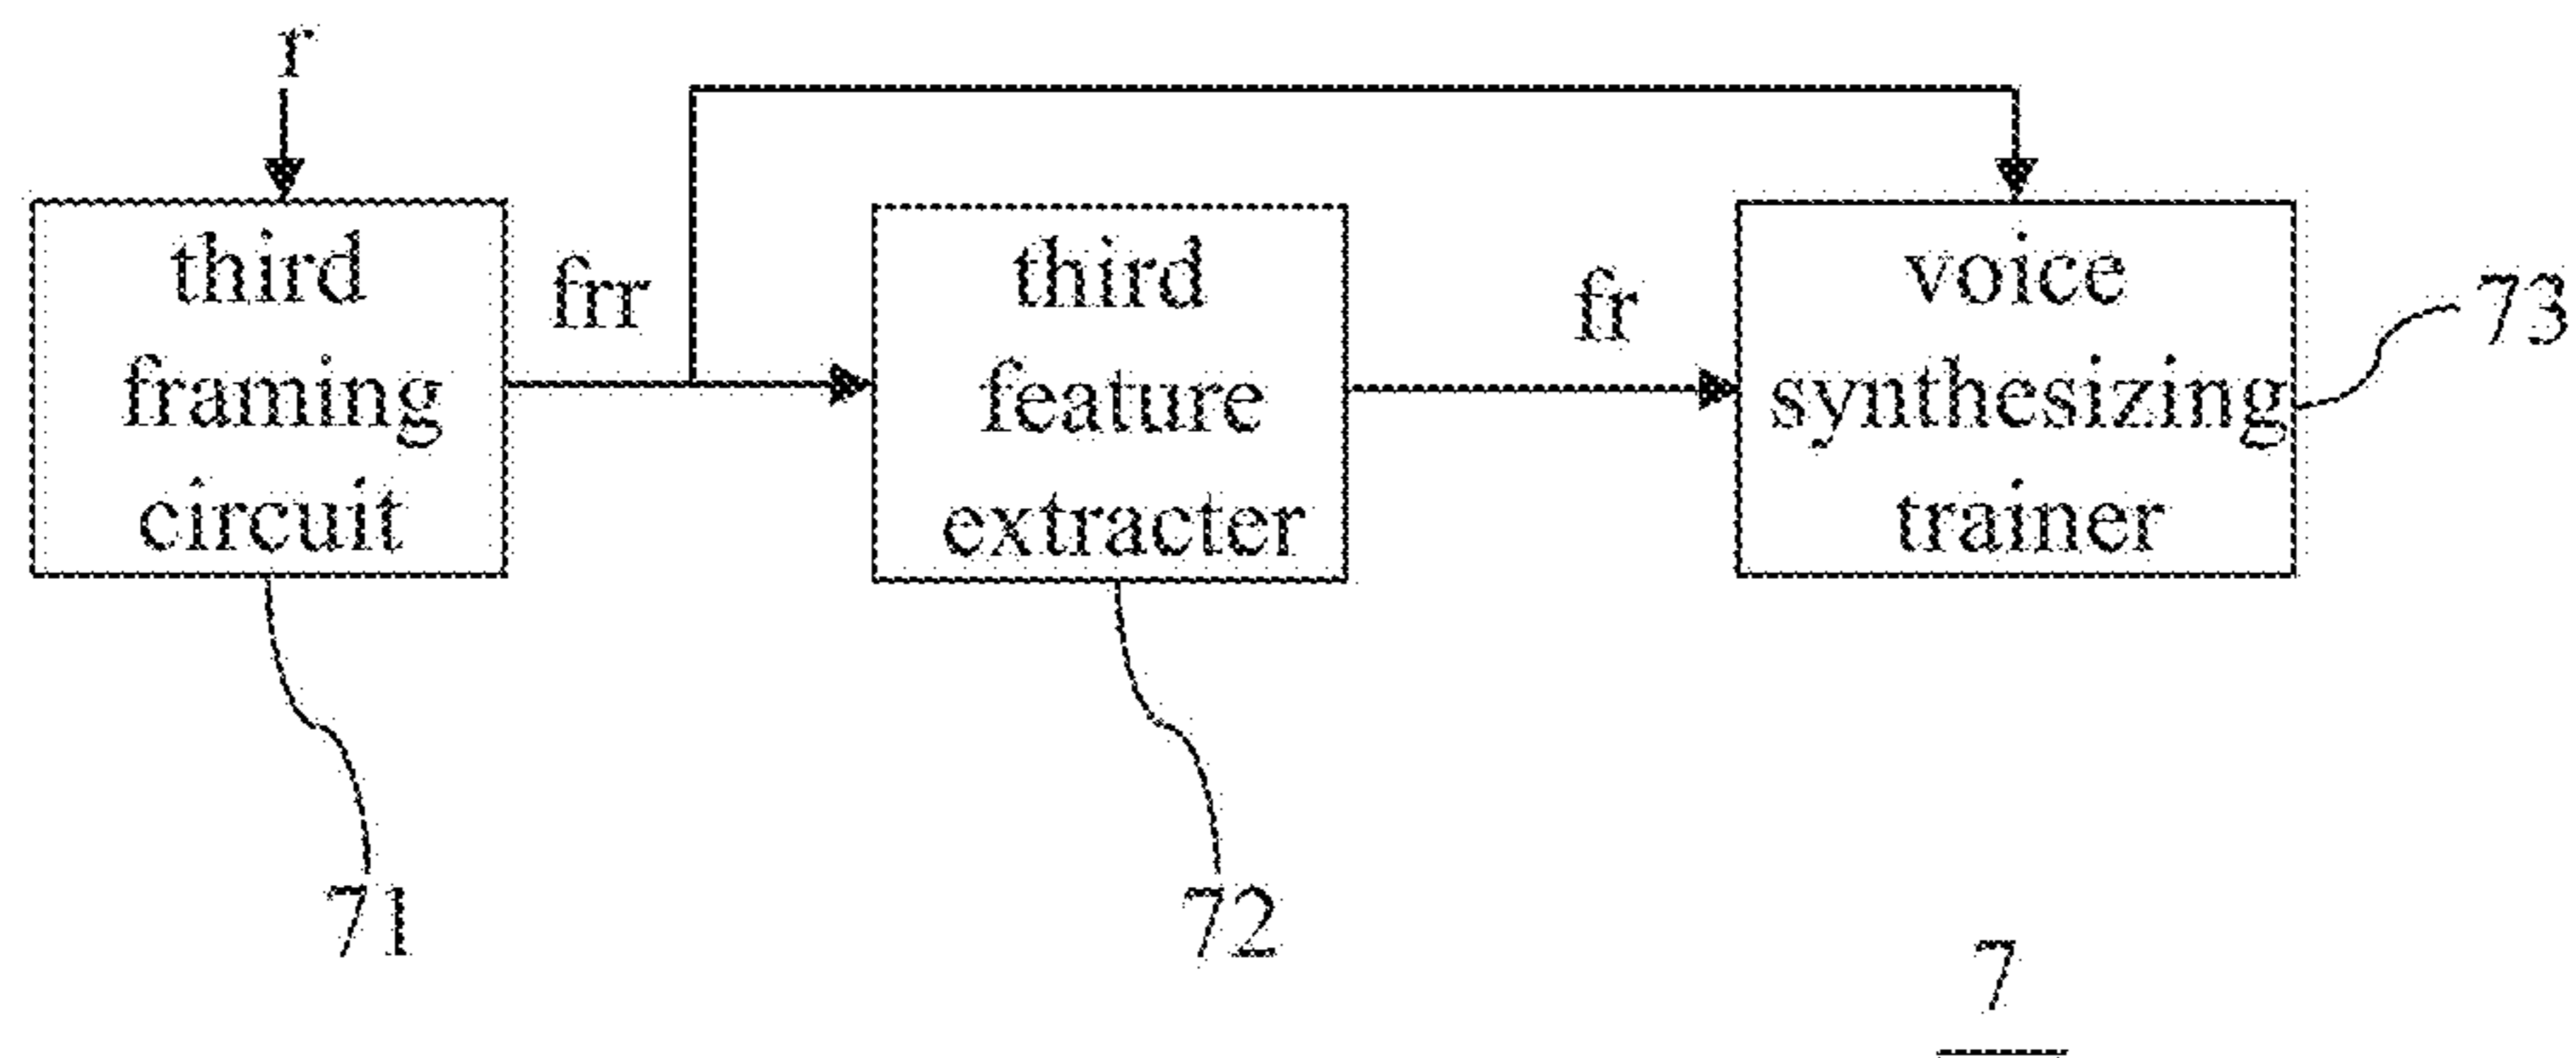 r
third
framing
circuit
frr
third
feature
extracter
fr
voice
synthesizing
trainer
73
71
72
7